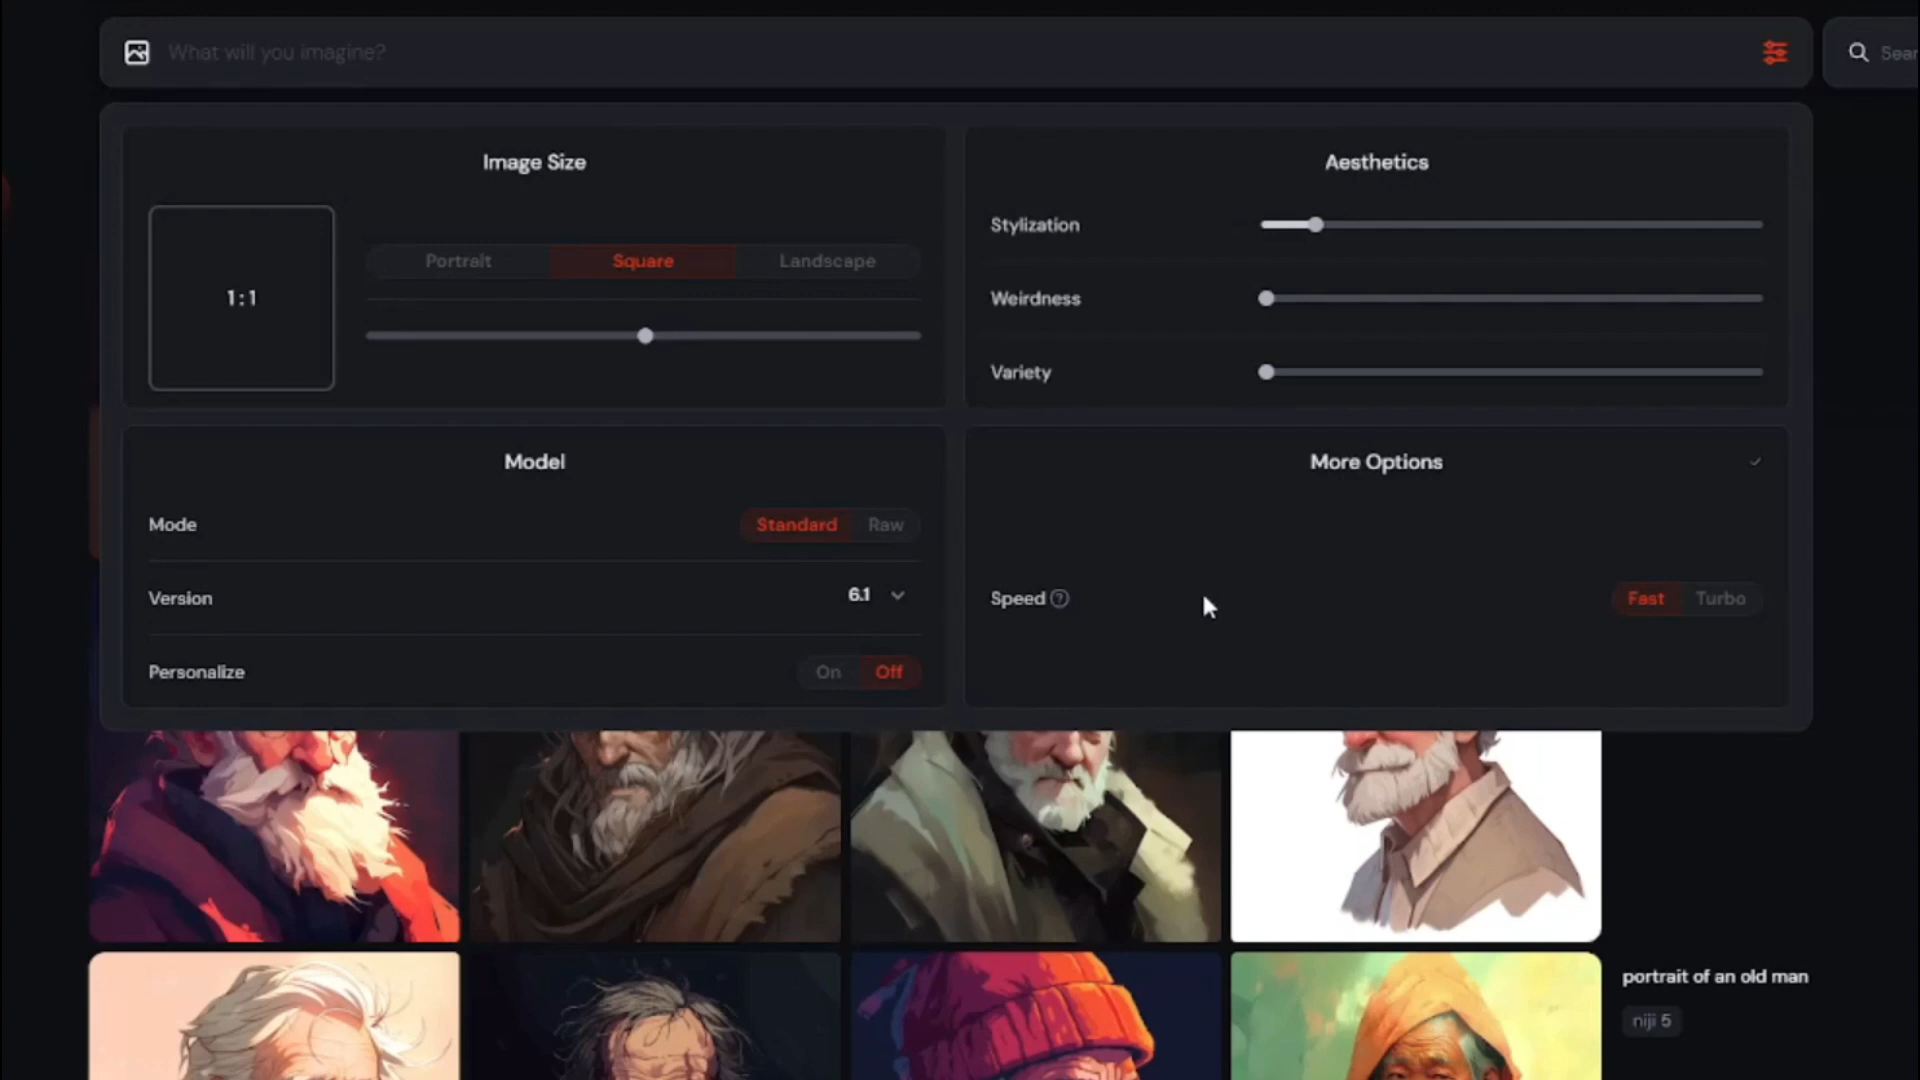 What will you imagine?
Sear
Image Size
1:1
Portrait Square Landscape
Aesthetics
Stylization
Weirdness
Variety
Model
Mode Standard Raw
Version 6.1
Personalize On Off
More Options
Speed ? Fast Turbo
portrait of an old man
niji 5